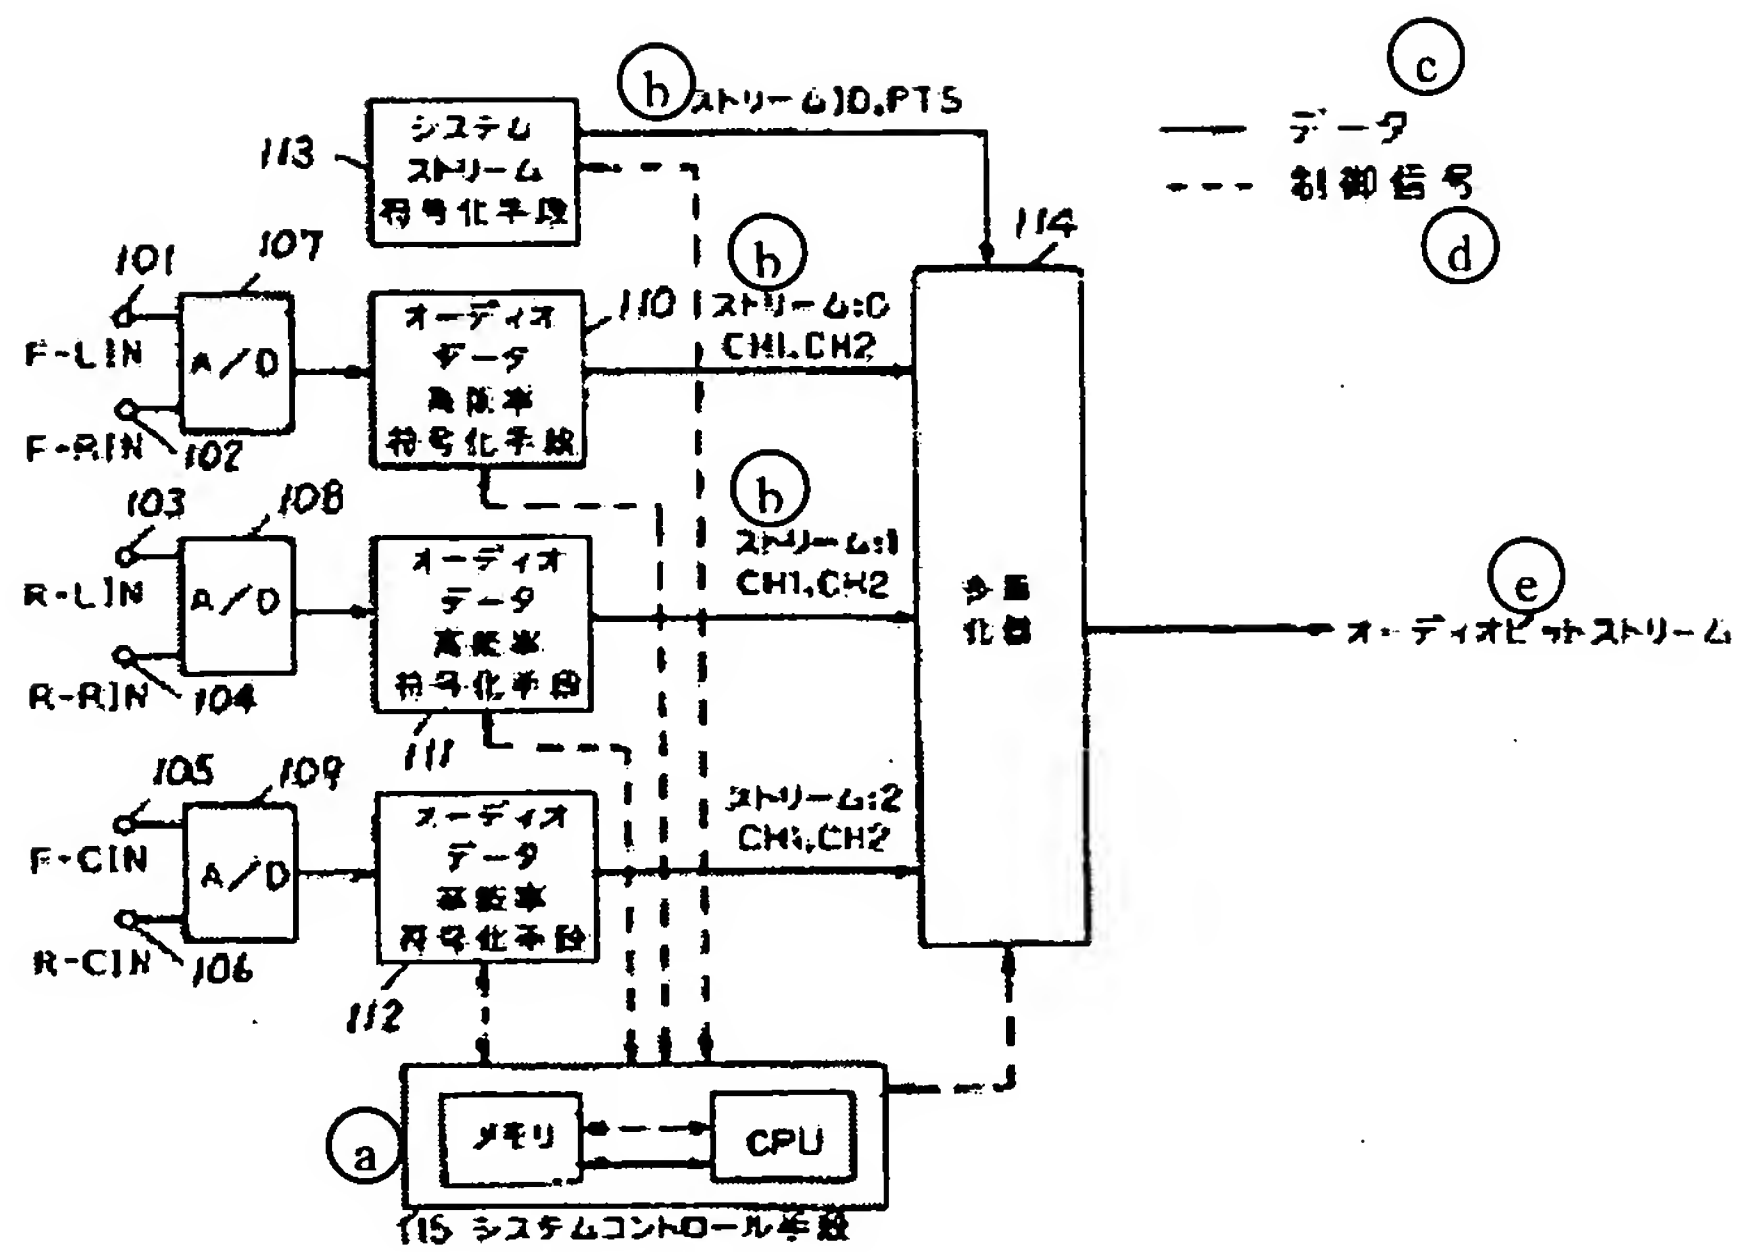 c
b ストリームID,PTS
データ
システム
ストリーム
符号化手段
113
制御信号
d
114
101
107
b
110
ストリーム:0
CH1,CH2
オーディオ
データ
高能率
符号化手段
F-LIN
A/D
F-RIN
102
103
108
b
ストリーム:1
CH1,CH2
オーディオ
データ
高能率
符号化手段
R-LIN
A/D
R-RIN
104
111
多重
化器
e
オーディオビットストリーム
105
109
ストリーム:2
CH1,CH2
オーディオ
データ
高能率
符号化手段
F-CIN
A/D
R-CIN
106
112
a
メモリ
CPU
115 システムコントロール手段